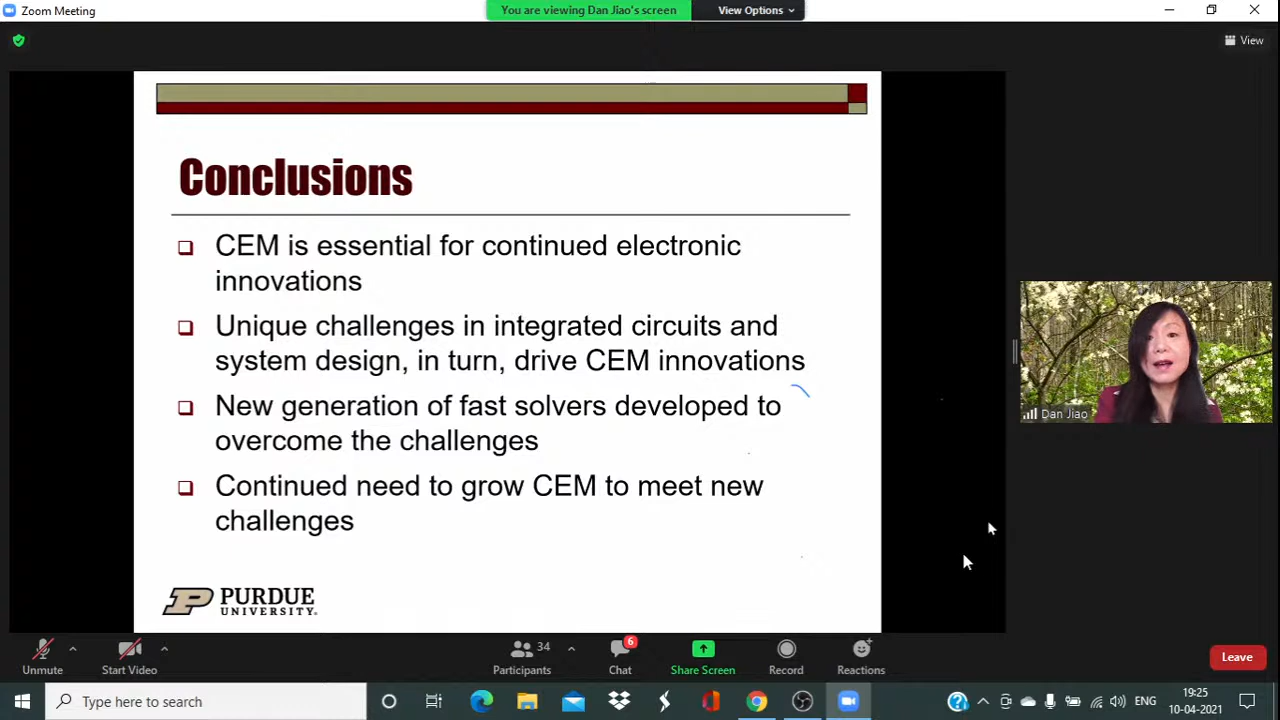 Zoom Meeting
You are viewing Dan Jiao's screen
View Options
View
Conclusions
CEM is essential for continued electronic
innovations
Unique challenges in integrated circuits and
system design, in turn, drive CEM innovations
New generation of fast solvers developed to
overcome the challenges
Continued need to grow CEM to meet new
challenges
PURDUE
UNIVERSITY®
Dan Jiao
Unmute
Start Video
34
Participants
6
Chat
Share Screen
Record
Reactions
Leave
Type here to search
ENG
19:25
10-04-2021